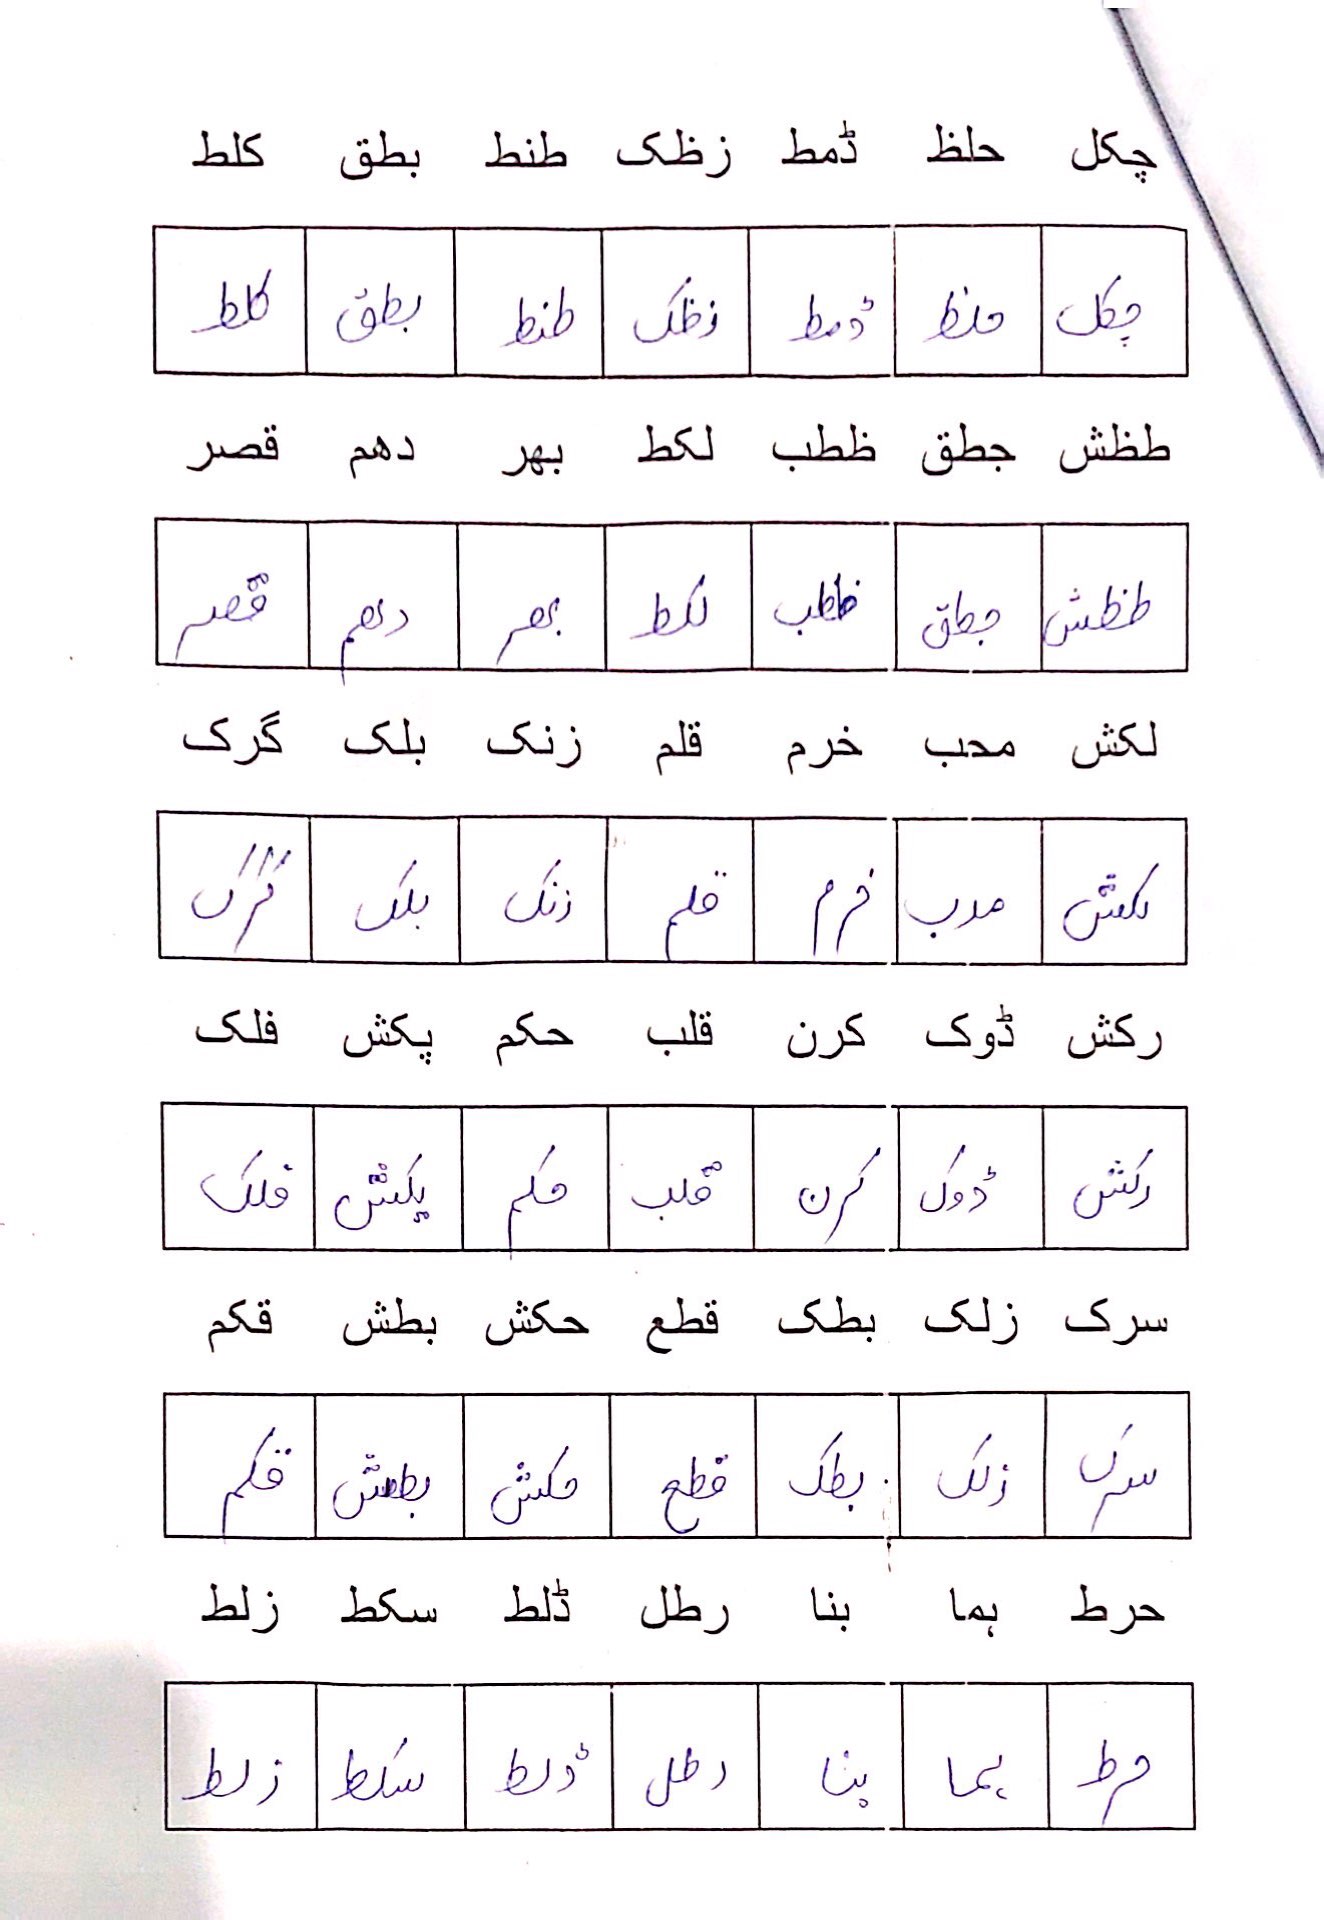 چکل حلظ ڈمط زظک طنط بطق کلط
چکل حلظ ڈمط زظک طنط بطق کلط
طظش جطق ظطب لکط بھر دھم قصر
طظش جطق ظطب لکط بھر دھم قصر
لکش محب خرم قلم زنک بلک گرک
لکش محب خرم قلم زنک بلک گرک
رکش ڈوک کرن قلب حکم پکش فلک
رکش ڈوک کرن قلب حکم پکش فلک
سرک زلک بطک قطع حکش بطش قکم
سرک زلک بطک قطع حکش بطش قکم
حرط ہما بنا رطل ڈلط سکط زلط
حرط ہما بنا رطل ڈلط سکط زلط